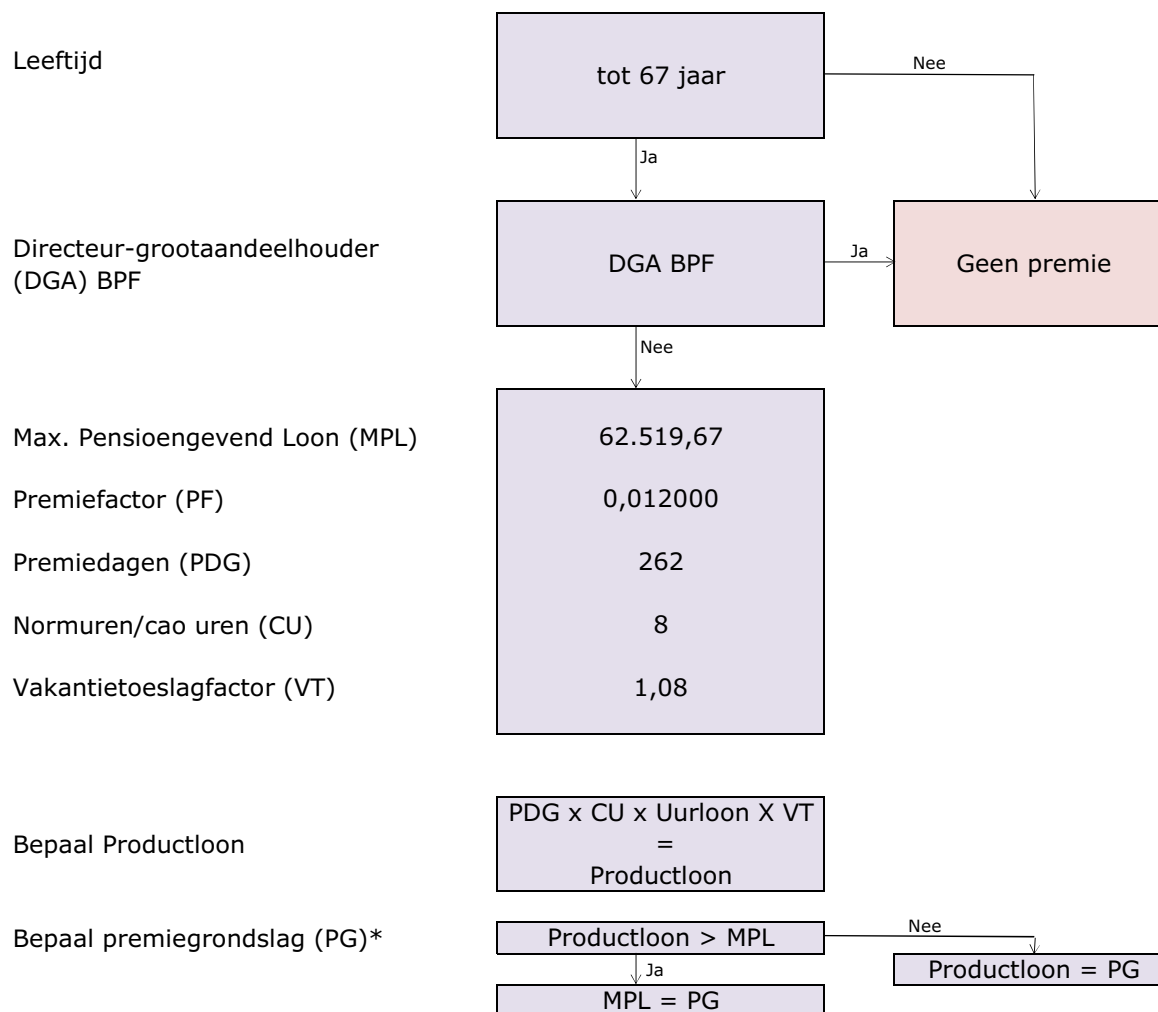 Leeftijd
tot 67 jaar
Nee
Ja
Directeur-grootaandeelhouder
(DGA) BPF
DGA BPF
Ja
Geen premie
Nee
Max. Pensioengevend Loon (MPL)
62.519,67
Premiefactor (PF)
0,012000
Premiedagen (PDG)
262
Normuren/cao uren (CU)
8
Vakantietoeslagfactor (VT)
1,08
Bepaal Productloon
PDG x CU x Uurloon X VT
=
Productloon
Bepaal premiegrondslag (PG)*
Productloon > MPL
Nee
Ja
Productloon = PG
MPL = PG